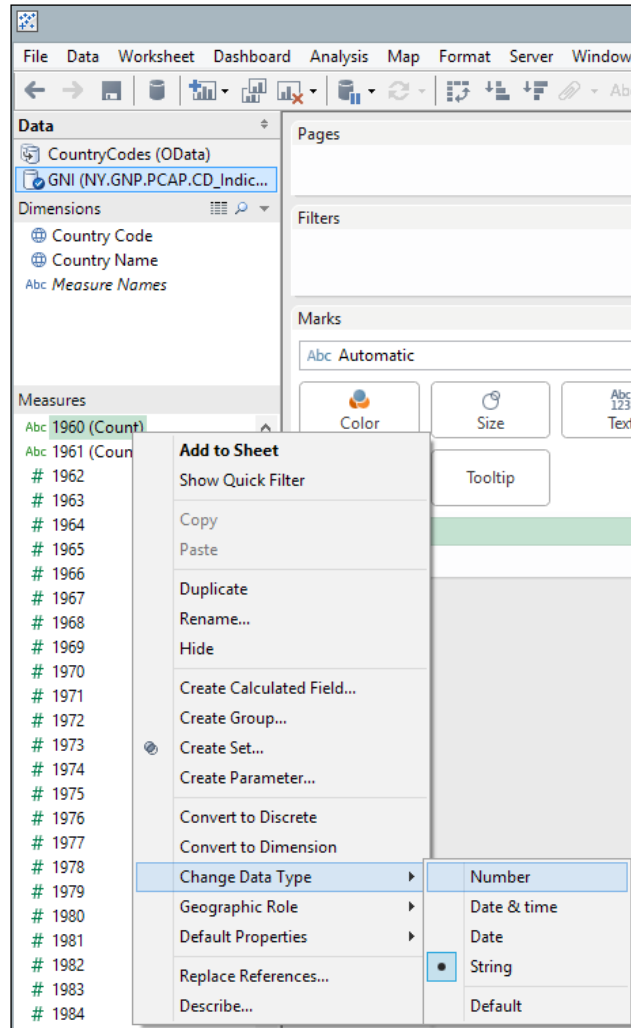 File Data Worksheet Dashboard Analysis Map Format Server Window
Data
CountryCodes (OData)
GNI (NY.GNP.PCAP.CD_Indic...
Dimensions
Country Code
Country Name
Abc Measure Names
Measures
Abc 1960 (Count)
Abc 1961 (Coun
# 1962
# 1963
# 1964
# 1965
# 1966
# 1967
# 1968
# 1969
# 1970
# 1971
# 1972
# 1973
# 1974
# 1975
# 1976
# 1977
# 1978
# 1979
# 1980
# 1981
# 1982
# 1983
# 1984
Pages
Filters
Marks
Abc Automatic
Color
Size
Abc
123
Text
Tooltip
Add to Sheet
Show Quick Filter
Copy
Paste
Duplicate
Rename...
Hide
Create Calculated Field...
Create Group...
Create Set...
Create Parameter...
Convert to Discrete
Convert to Dimension
Change Data Type
Geographic Role
Default Properties
Replace References...
Describe...
Number
Date & time
Date
String
Default